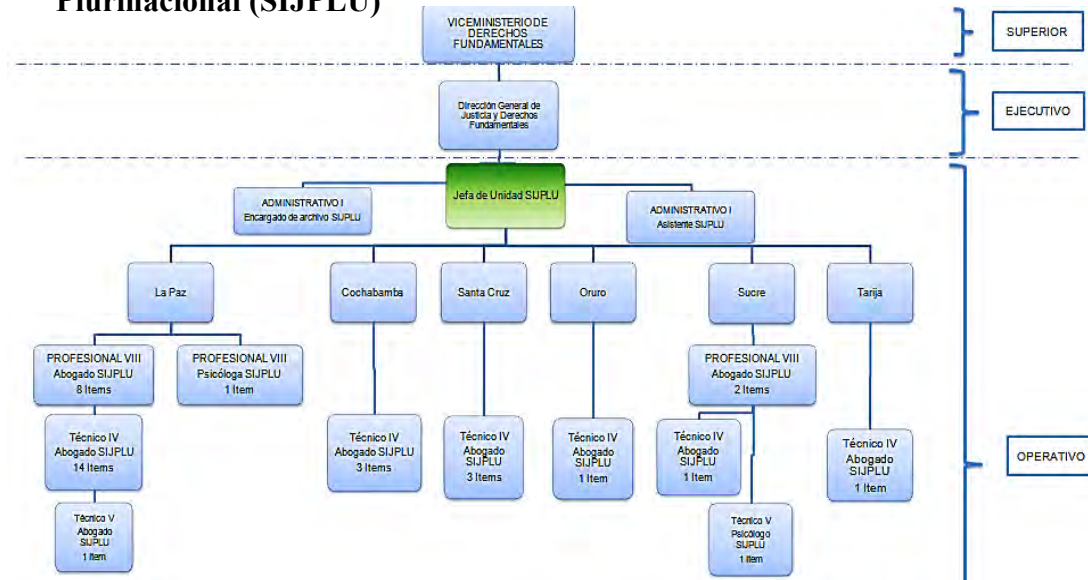 Plurinacional (SIJPLU)
VICEMINISTERIO DE
DERECHOS
FUNDAMENTALES
SUPERIOR
Dirección General de
Justicia y Derechos
Fundamentales
EJECUTIVO
Jefa de Unidad SIJPLU
ADMINISTRATIVO I
Encargado de archivo SIJPLU
ADMINISTRATIVO I
Asistente SIJPLU
La Paz
Cochabamba
Santa Cruz
Oruro
Sucre
Tarija
PROFESIONAL VIII
Abogado SIJPLU
8 Items
PROFESIONAL VIII
Psicóloga SIJPLU
1 Item
PROFESIONAL VIII
Abogado SIJPLU
2 Items
Técnico IV
Abogado SIJPLU
14 Items
Técnico IV
Abogado SIJPLU
3 Items
Técnico IV
Abogado
SIJPLU
3 Items
Técnico IV
Abogado
SIJPLU
1 Item
Técnico IV
Abogado
SIJPLU
1 Item
Técnico IV
Abogado
SIJPLU
1 Item
OPERATIVO
Técnico V
Abogado
SIJPLU
1 Item
Técnico V
Psicólogo
SIJPLU
1 Item